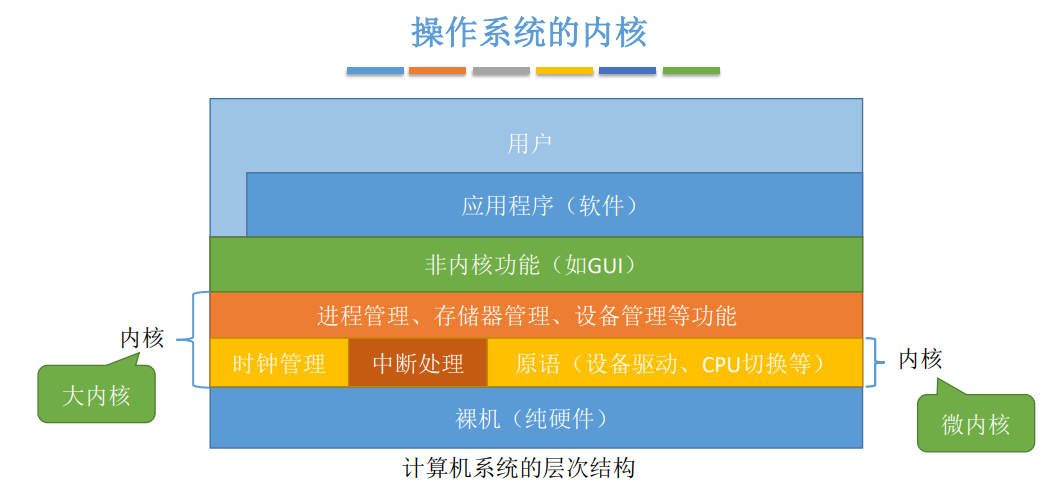 操作系统的内核
用户
应用程序（软件）
非内核功能（如GUI）
进程管理、存储器管理、设备管理等功能
内核
时钟管理
中断处理
原语（设备驱动、CPU切换等）
内核
大内核
裸机（纯硬件）
微内核
计算机系统的层次结构